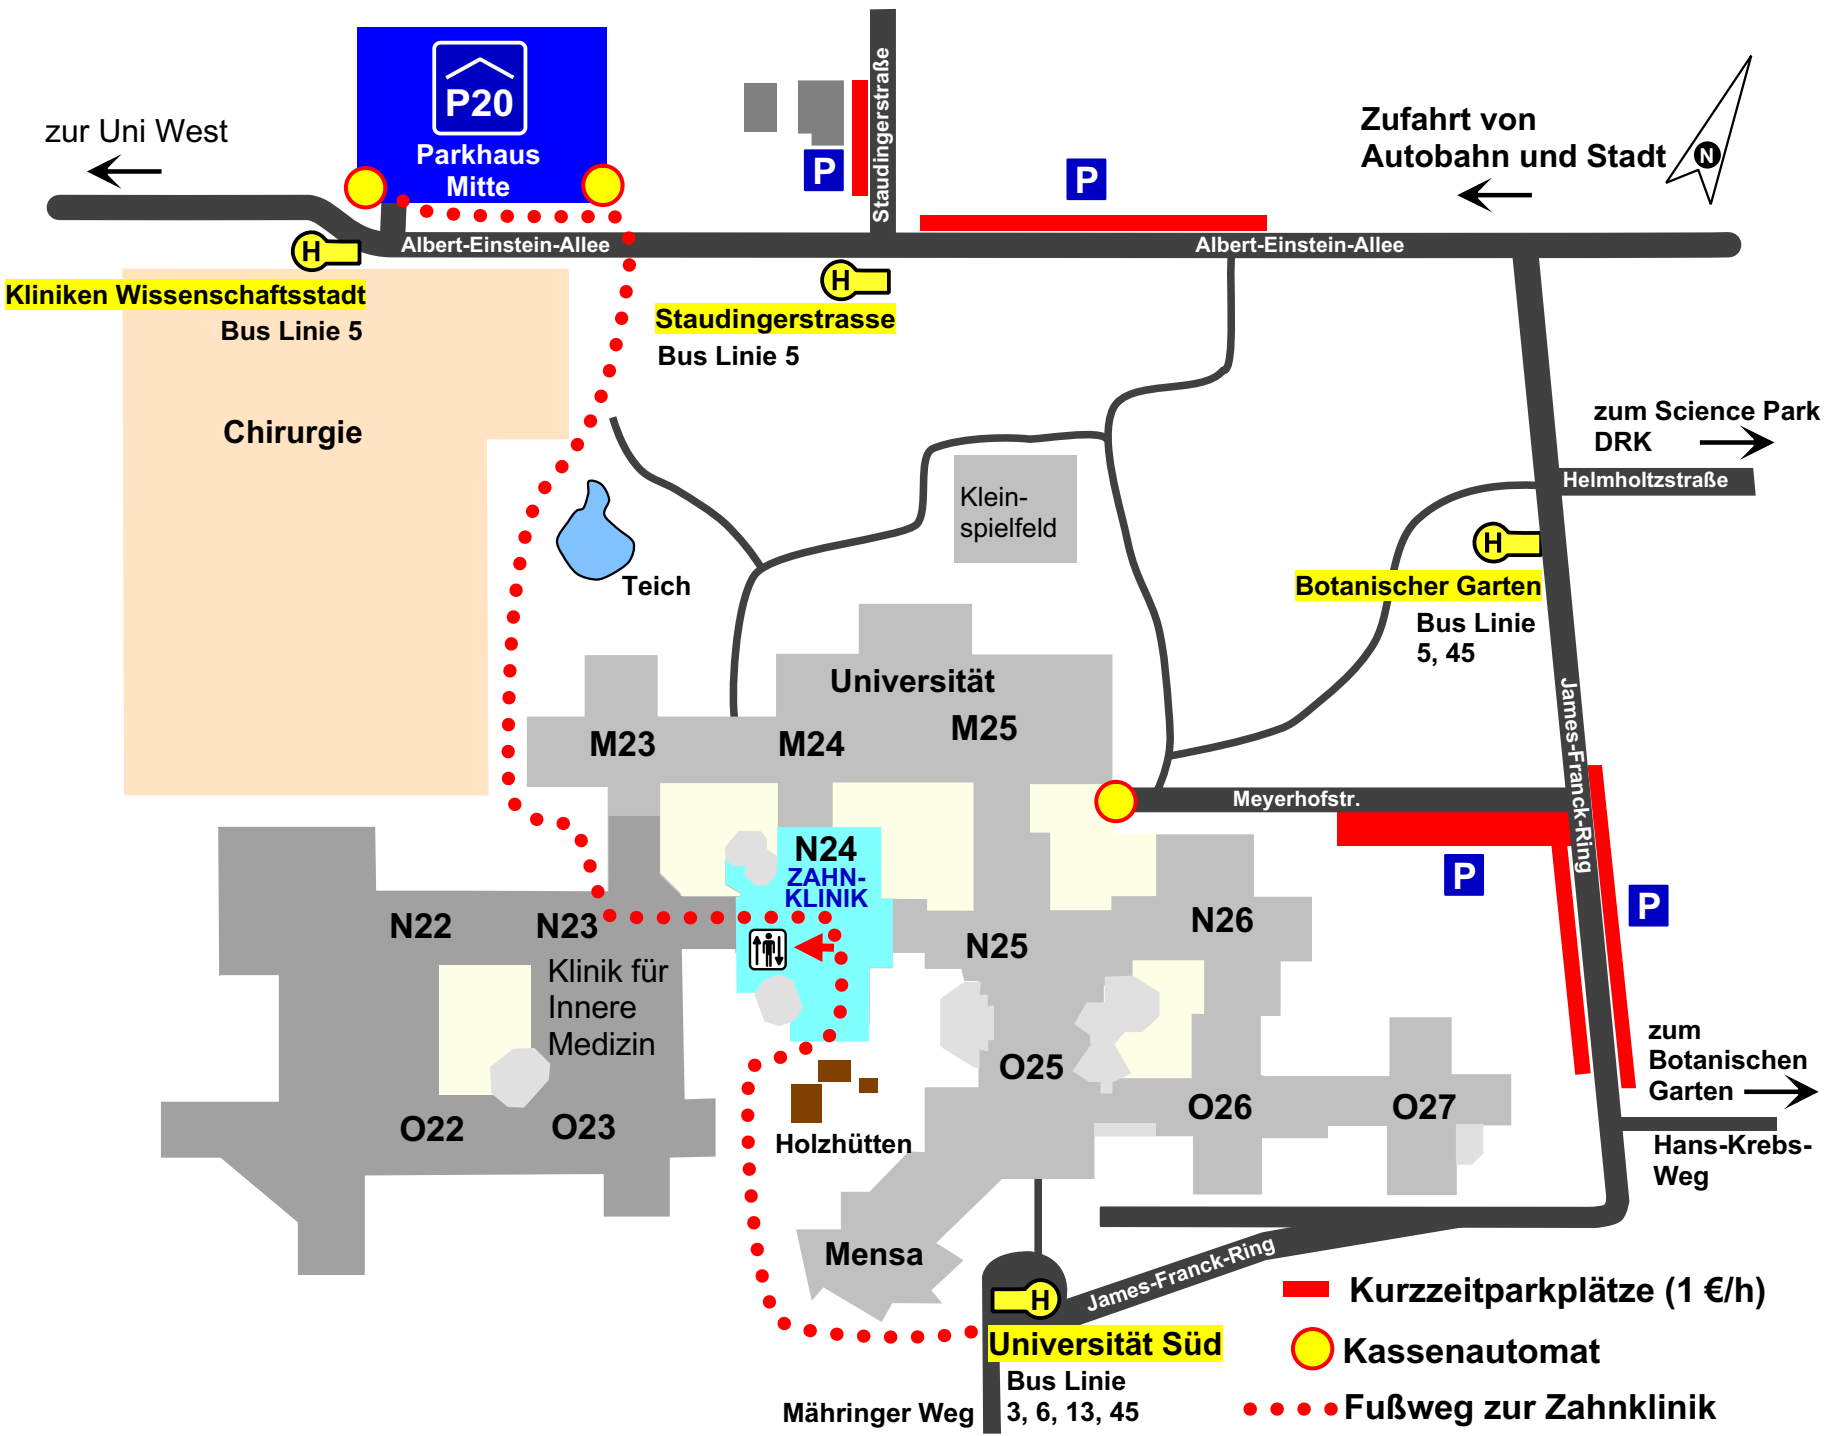 P20
Parkhaus
Mitte
zur Uni West
Staudingerstraße
P
P
Zufahrt von
Autobahn und Stadt
N
H
Albert-Einstein-Allee
Albert-Einstein-Allee
Kliniken Wissenschaftsstadt
Bus Linie 5
H
Staudingerstrasse
Bus Linie 5
Chirurgie
zum Science Park
DRK
Helmholtzstraße
Klein-
spielfeld
H
Botanischer Garten
Bus Linie
5, 45
Teich
Universität
M23
M24
M25
James-Franck-Ring
Meyerhofstr.
P
P
N24
ZAHN-
KLINIK
N22
N23
N25
N26
Klinik für
Innere
Medizin
O22
O23
O25
O26
O27
Holzhütten
zum
Botanischen
Garten
Hans-Krebs-
Weg
Mensa
James-Franck-Ring
H
Universität Süd
Bus Linie
3, 6, 13, 45
Mähringer Weg
Kurzzeitparkplätze (1 €/h)
Kassenautomat
Fußweg zur Zahnklinik